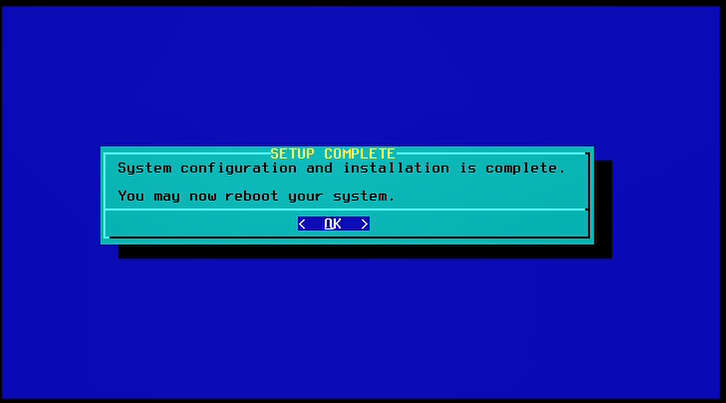 SETUP COMPLETE
System configuration and installation is complete.
You may now reboot your system.
< OK >